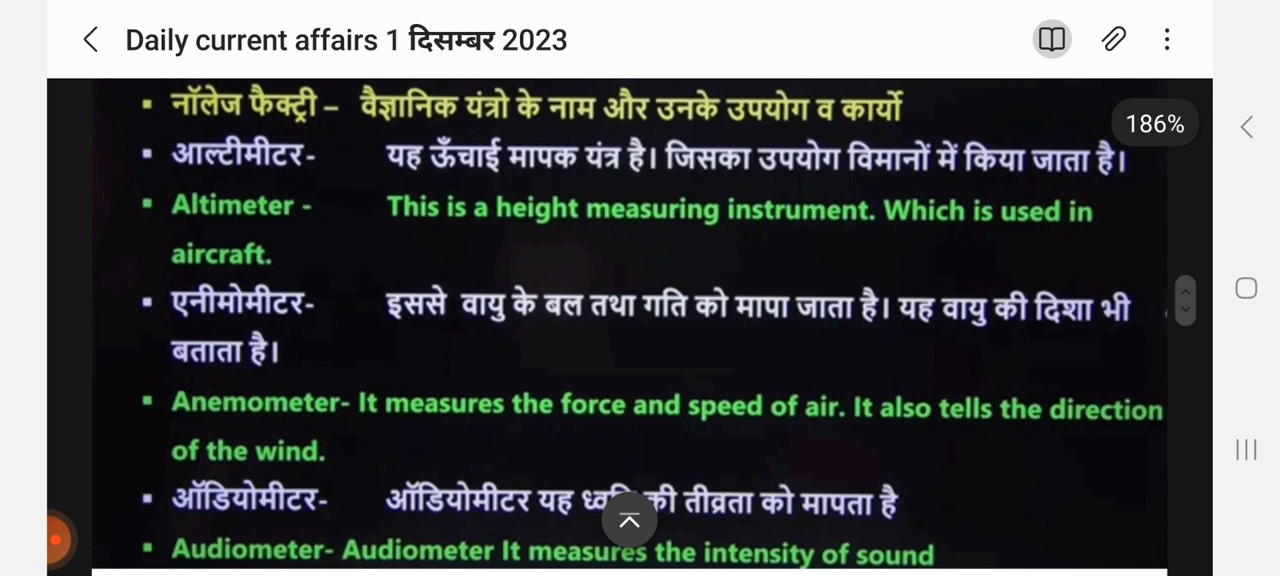 Daily current affairs 1 दिसम्बर 2023
186%
▪ नॉलेज फैक्ट्री – वैज्ञानिक यंत्रो के नाम और उनके उपयोग व कार्यो
▪ आल्टीमीटर- यह ऊँचाई मापक यंत्र है। जिसका उपयोग विमानों में किया जाता है।
▪ Altimeter - This is a height measuring instrument. Which is used in
aircraft.
▪ एनीमोमीटर- इससे वायु के बल तथा गति को मापा जाता है। यह वायु की दिशा भी
बताता है।
▪ Anemometer- It measures the force and speed of air. It also tells the direction
of the wind.
▪ ऑडियोमीटर- ऑडियोमीटर यह की तीव्रता को मापता है
▪ Audiometer- Audiometer It measures the intensity of sound